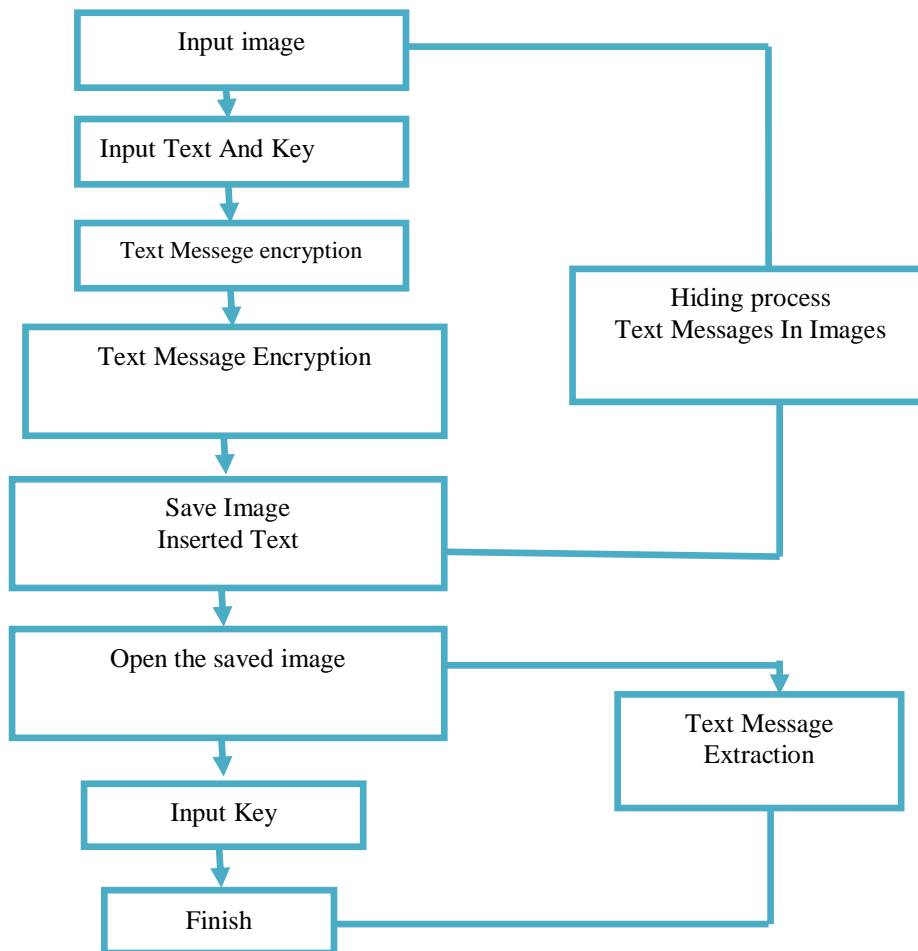 Input image
Input Text And Key
Text Messege encryption
Hiding process
Text Messages In Images
Text Message Encryption
Save Image
Inserted Text
Open the saved image
Text Message
Extraction
Input Key
Finish